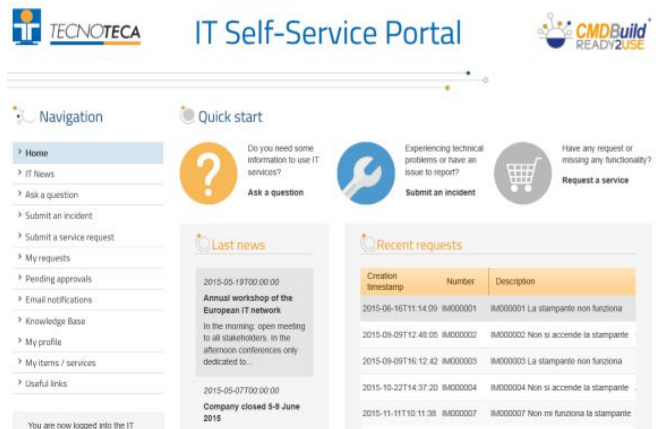 TECNOTECA
IT Self-Service Portal
CMDBuild
READY2USE
Navigation
Home
IT News
Ask a question
Submit an incident
Submit a service request
My requests
Pending approvals
Email notifications
Knowledge Base
My profile
My items / services
Useful links
You are now logged into the IT
Quick start
Do you need some
information to use IT
services?
Ask a question
Experiencing technical
problems or have an
issue to report?
Submit an incident
Have any request or
missing any functionality?
Request a service
Last news
2015-05-19T00:00:00
Annual workshop of the
European IT network
In the morning: open meeting
to all stakeholders. In the
afternoon conferences only
dedicated to...
2015-05-07T00:00:00
Company closed 5-9 June
2015
Recent requests
Creation
timestamp Number Description
2015-06-16T11:14:09 IM000001 IM000001 La stampante non funziona
2015-09-09T12:48:05 IM000002 IM000002 Non si accende la stampante
2015-09-09T16:12:42 IM000003 IM000003 La stampante non funziona
2015-10-22T14:37:20 IM000004 IM000004 Non si accende la stampante
2015-11-11T10:11:38 IM000007 IM000007 Non mi funziona la stampante